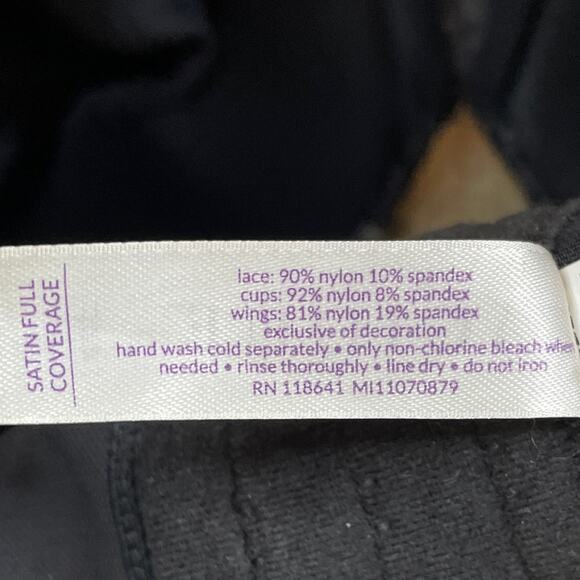 SATIN FULL
COVERAGE
lace: 90% nylon 10% spandex
cups: 92% nylon 8% spandex
wings: 81% nylon 19% spandex
exclusive of decoration
hand wash cold separately • only non-chlorine bleach when
needed • rinse thoroughly • line dry • do not iron
RN 118641 MI11070879